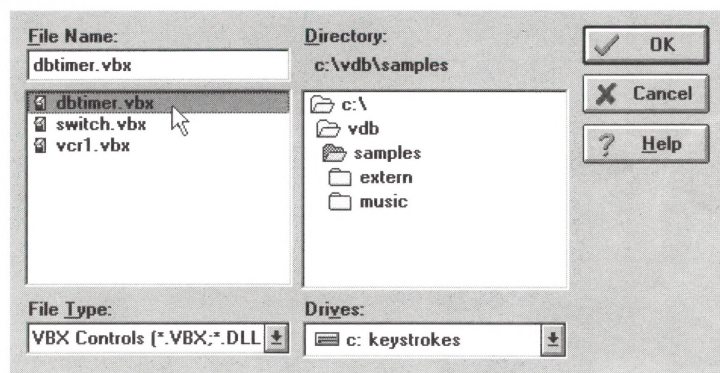 File Name:
dbtimer.vbx
dbtimer.vbx
switch.vbx
vcr1.vbx
File Type:
VBX Controls (*.VBX;*.DLL
Directory:
c:\vdb\samples
c:\
vdb
samples
extern
music
Drives:
c: keystrokes
OK
Cancel
? Help